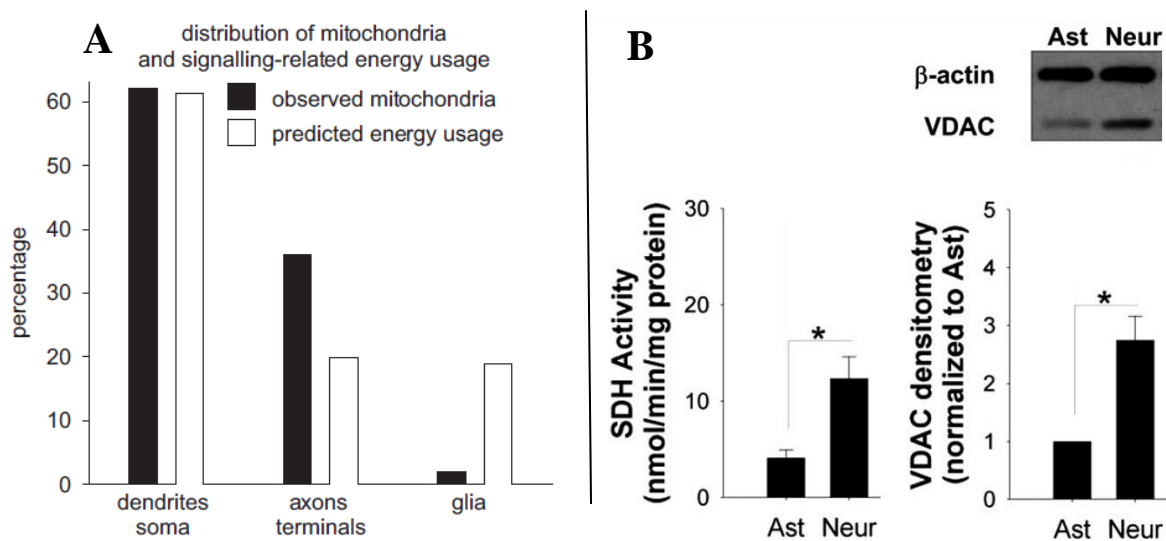 A
distribution of mitochondria
and signalling-related energy usage
observed mitochondria
predicted energy usage
percentage
60
50
40
30
20
10
0
dendrites
soma
axons
terminals
glia
B
Ast Neur
β-actin
VDAC
SDH Activity
(nmol/min/mg protein)
30
20
10
0
*
Ast Neur
VDAC densitometry
(normalized to Ast)
5
4
3
2
1
0
*
Ast Neur